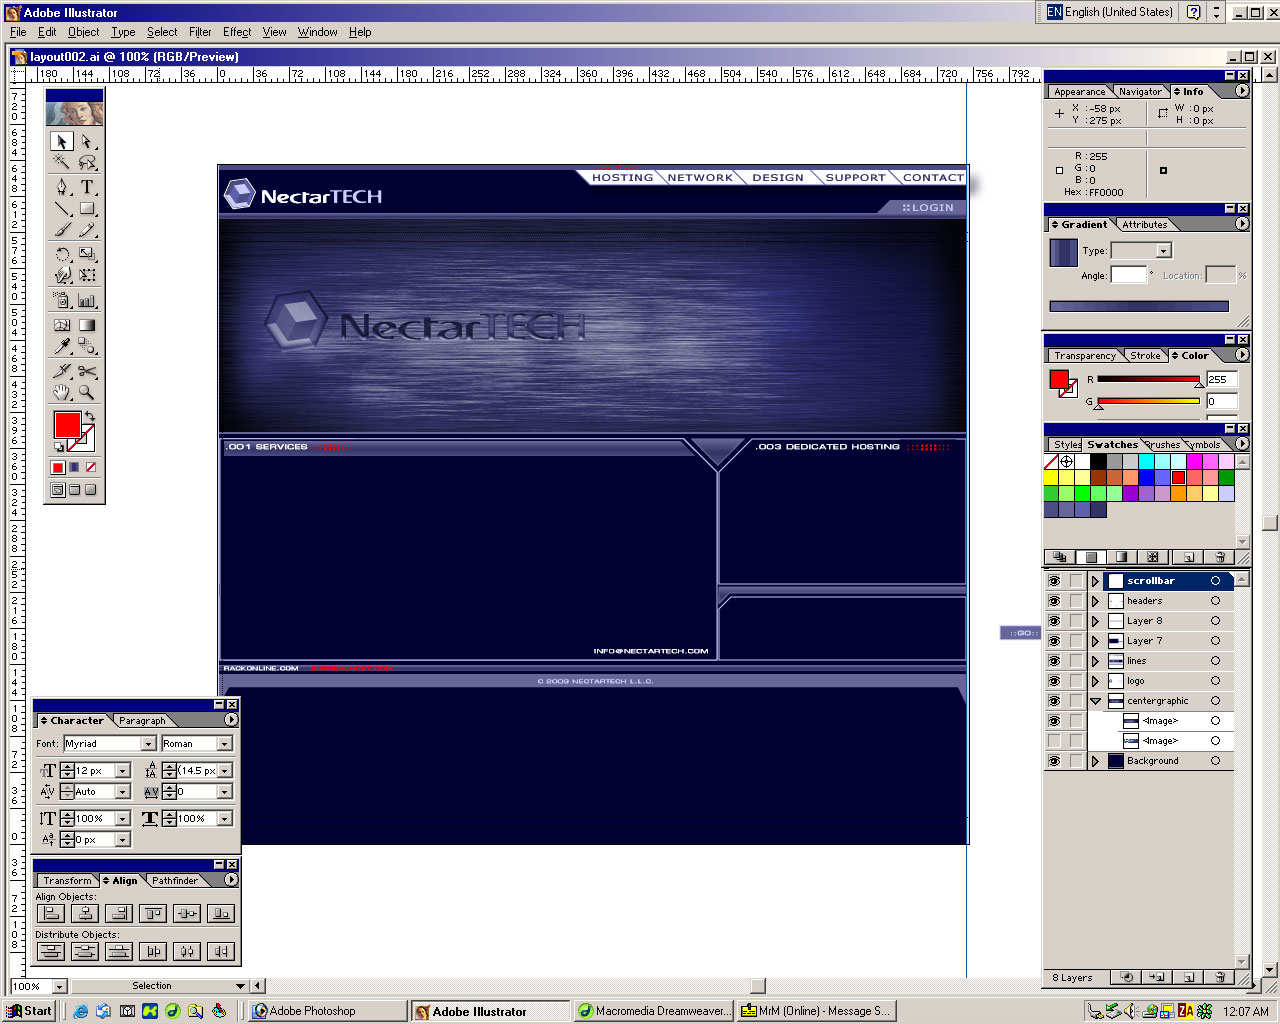 Adobe Illustrator
EN English (United States)
File Edit Object Type Select Filter Effect View Window Help
layout002.ai @ 100% (RGB/Preview)
180 144 108 72 36 0 36 72 108 144 180 216 252 288 324 360 396 432 468 504 540 576 612 648 684 720 756 792
Appearance Navigator Info
X : -58 px
Y : 275 px
W : 0 px
H : 0 px
R : 255
G : 0
B : 0
Hex : FF0000
Gradient Attributes
Type:
Angle: ° Location: %
Transparency Stroke Color
R 255
G 0
Styles Swatches Brushes Symbols
scrollbar
headers
Layer 8
Layer 7
lines
logo
centergraphic
<Image>
<Image>
Background
8 Layers
HOSTING NETWORK DESIGN SUPPORT CONTACT
NectarTECH
::LOGIN
NectarTECH
.001 SERVICES
.003 DEDICATED HOSTING
INFO@NECTARTECH.COM
RACKONLINE.COM
© 2003 NECTARTECH L.L.C.
::GO::
Character Paragraph
Font: Myriad Roman
12 px (14.5 px
Auto 0
100% 100%
0 px
Transform Align Pathfinder
Align Objects:
Distribute Objects:
100% Selection
Start Adobe Photoshop Adobe Illustrator Macromedia Dreamweaver... MrM (Online) - Message S... 12:07 AM